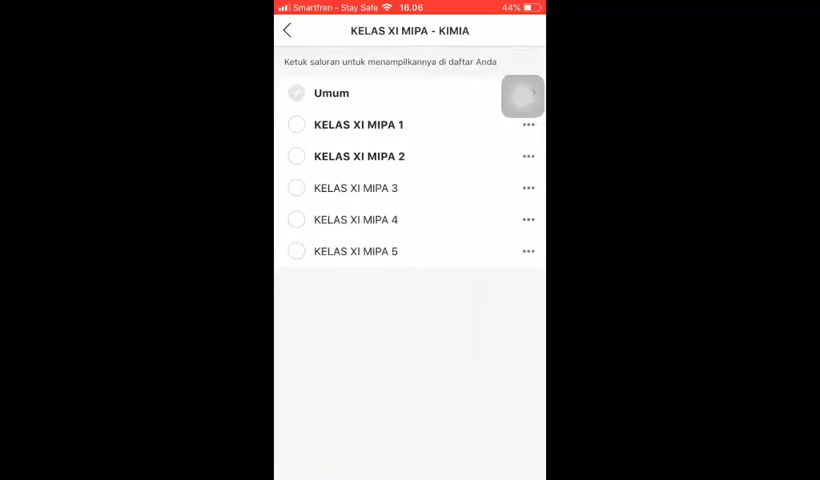 Smartfren - Stay Safe 16.06 44%
KELAS XI MIPA - KIMIA
Ketuk saluran untuk menampilkannya di daftar Anda
Umum
KELAS XI MIPA 1
KELAS XI MIPA 2
KELAS XI MIPA 3
KELAS XI MIPA 4
KELAS XI MIPA 5